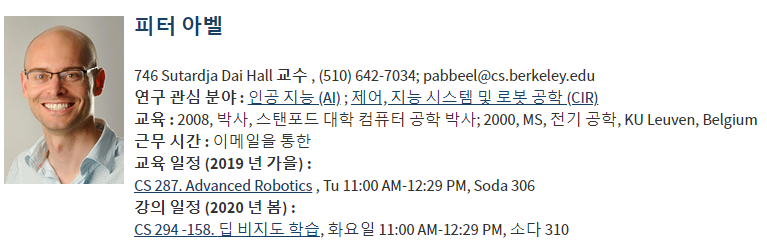 피터 아벨
746 Sutardja Dai Hall 교수 , (510) 642-7034; pabbeel@cs.berkeley.edu
연구 관심 분야 : 인공 지능 (AI) ; 제어, 지능 시스템 및 로봇 공학 (CIR)
교육 : 2008, 박사, 스탠포드 대학 컴퓨터 공학 박사; 2000, MS, 전기 공학, KU Leuven, Belgium
근무 시간 : 이메일을 통한
교육 일정 (2019 년 가을) :
CS 287. Advanced Robotics , Tu 11:00 AM-12:29 PM, Soda 306
강의 일정 (2020 년 봄) :
CS 294 -158. 딥 비지도 학습, 화요일 11:00 AM-12:29 PM, 소다 310